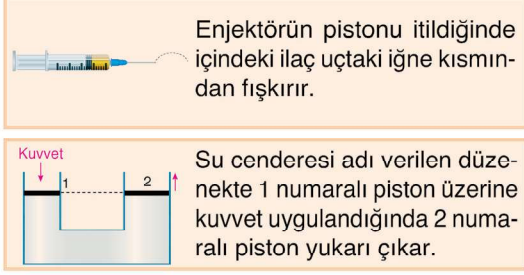 Enjektörün pistonu itildiğinde
içindeki ilaç uçtaki iğne kısmın-
dan fışkırır.
Kuvvet
1
2
Su cenderesi adı verilen düze-
nekte 1 numaralı piston üzerine
kuvvet uygulandığında 2 numa-
ralı piston yukarı çıkar.